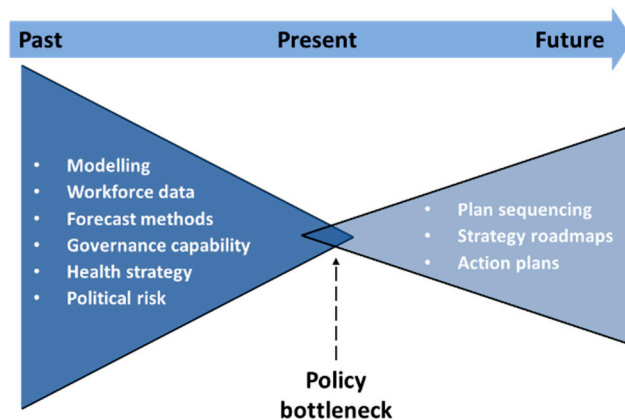 Past Present Future
• Modelling
• Workforce data
• Forecast methods
• Governance capability
• Health strategy
• Political risk
• Plan sequencing
• Strategy roadmaps
• Action plans
Policy
bottleneck